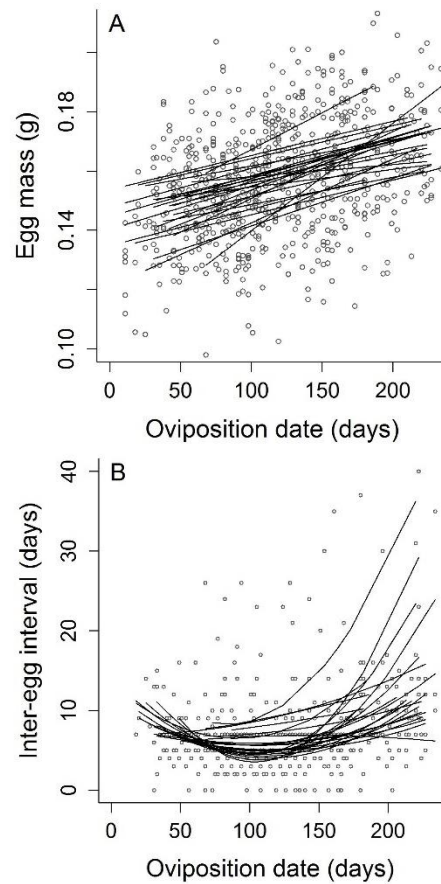 A
Egg mass (g)
0.18
0.14
0.10
0 50 100 150 200
Oviposition date (days)
B
Inter-egg interval (days)
40
30
20
10
0
0 50 100 150 200
Oviposition date (days)